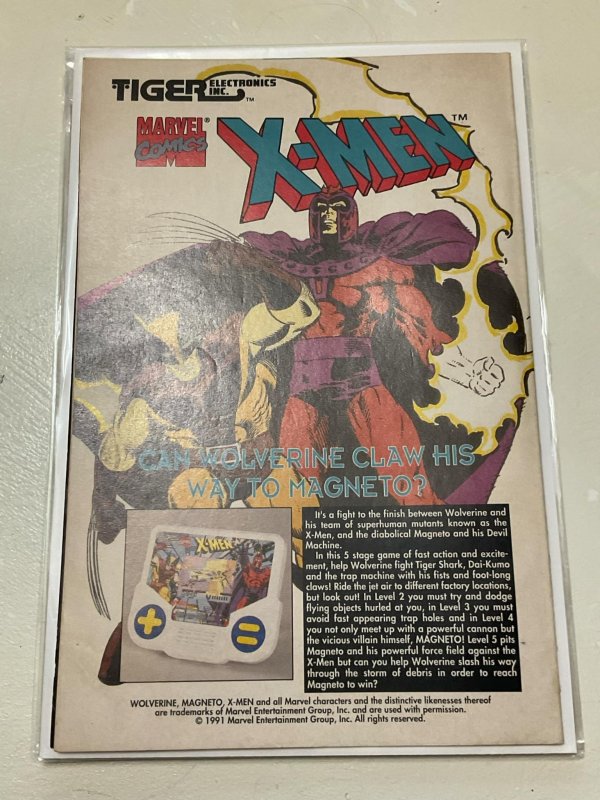 TIGER ELECTRONICS INC.™
MARVEL® COMICS
X-MEN™
CAN WOLVERINE CLAW HIS
WAY TO MAGNETO?
X-MEN
It's a fight to the finish between Wolverine and
his team of superhuman mutants known as the
X-Men, and the diabolical Magneto and his Devil
Machine.
In this 5 stage game of fast action and excite-
ment, help Wolverine fight Tiger Shark, Dai-Kumo
and the trap machine with his fists and foot-long
claws! Ride the jet air to different factory locations,
but look out! In Level 2 you must try and dodge
flying objects hurled at you, in Level 3 you must
avoid fast appearing trap holes and in Level 4
you not only meet up with a powerful cannon but
the vicious villain himself, MAGNETO! Level 5 pits
Magneto and his powerful force field against the
X-Men but can you help Wolverine slash his way
through the storm of debris in order to reach
Magneto to win?
WOLVERINE, MAGNETO, X-MEN and all Marvel characters and the distinctive likenesses thereof
are trademarks of Marvel Entertainment Group, Inc. and are used with permission.
© 1991 Marvel Entertainment Group, Inc. All rights reserved.